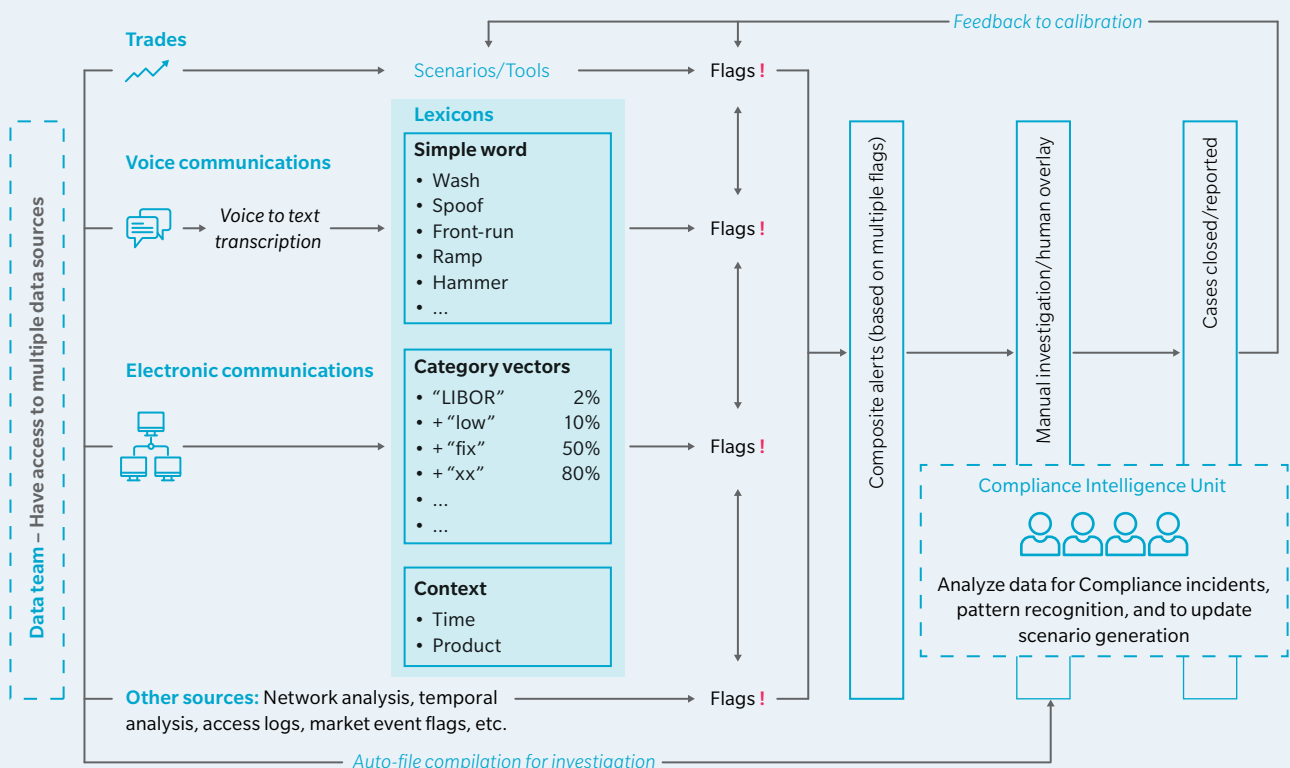 Feedback to calibration
Trades
Scenarios/Tools
Flags !
Lexicons
Simple word
• Wash
• Spoof
• Front-run
• Ramp
• Hammer
• ...
Voice communications
Voice to text
transcription
Flags !
Electronic communications
Category vectors
• “LIBOR” 2%
• + “low” 10%
• + “fix” 50%
• + “xx” 80%
• ...
• ...
Flags !
Context
• Time
• Product
Other sources: Network analysis, temporal
analysis, access logs, market event flags, etc.
Flags !
Auto-file compilation for investigation
Data team – Have access to multiple data sources
Composite alerts (based on multiple flags)
Manual investigation/human overlay
Cases closed/reported
Compliance Intelligence Unit
Analyze data for Compliance incidents,
pattern recognition, and to update
scenario generation